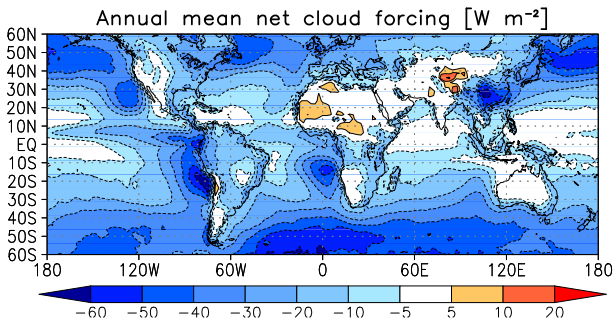 Annual mean net cloud forcing [W m⁻²]
60N
50N
40N
30N
20N
10N
EQ
10S
20S
30S
40S
50S
60S
180 120W 60W 0 60E 120E 180
−60 −50 −40 −30 −20 −10 −5 5 10 20